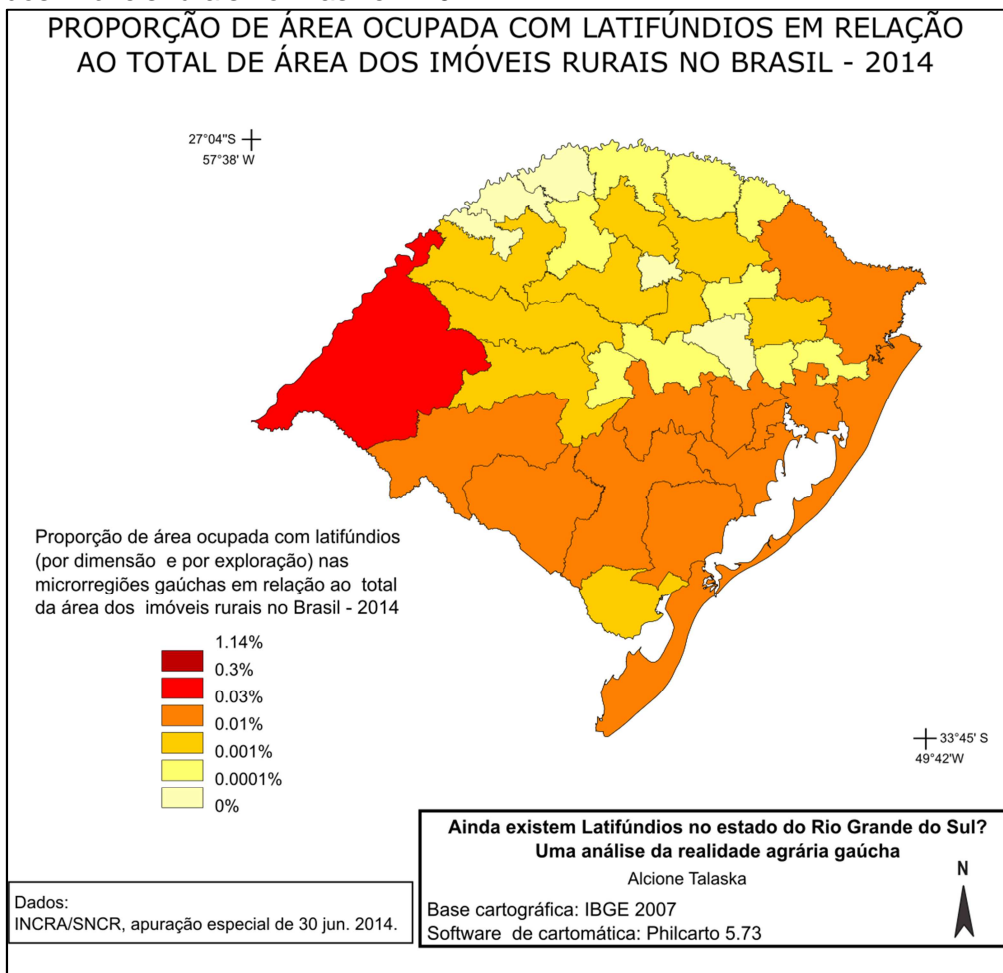 PROPORÇÃO DE ÁREA OCUPADA COM LATIFÚNDIOS EM RELAÇÃO
AO TOTAL DE ÁREA DOS IMÓVEIS RURAIS NO BRASIL - 2014
27°04"S
57°38' W
Proporção de área ocupada com latifúndios
(por dimensão e por exploração) nas
microrregiões gaúchas em relação ao total
da área dos imóveis rurais no Brasil - 2014
1.14%
0.3%
0.03%
0.01%
0.001%
0.0001%
0%
33°45' S
49°42'W
Ainda existem Latifúndios no estado do Rio Grande do Sul?
Uma análise da realidade agrária gaúcha
Alcione Talaska
N
Base cartográfica: IBGE 2007
Software de cartomática: Philcarto 5.73
Dados:
INCRA/SNCR, apuração especial de 30 jun. 2014.